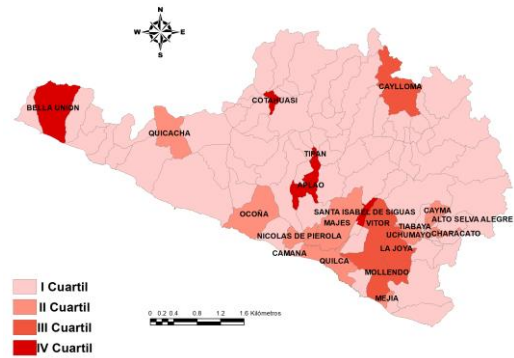 N
W E
S
BELLA UNION
QUICACHA
COTAHUASI
CAYLLOMA
TIPAN
APLAO
OCOÑA
SANTA ISABEL DE SIGUAS
CAYMA
MAJES
VITOR
TIABAYA
ALTO SELVA ALEGRE
NICOLAS DE PIEROLA
UCHUMAYO
CHARACATO
CAMANA
QUILCA
LA JOYA
MOLLENDO
MEJIA
I Cuartil
II Cuartil
III Cuartil
IV Cuartil
0 0.2 0.4 0.8 1.2 1.6 Kilómetros